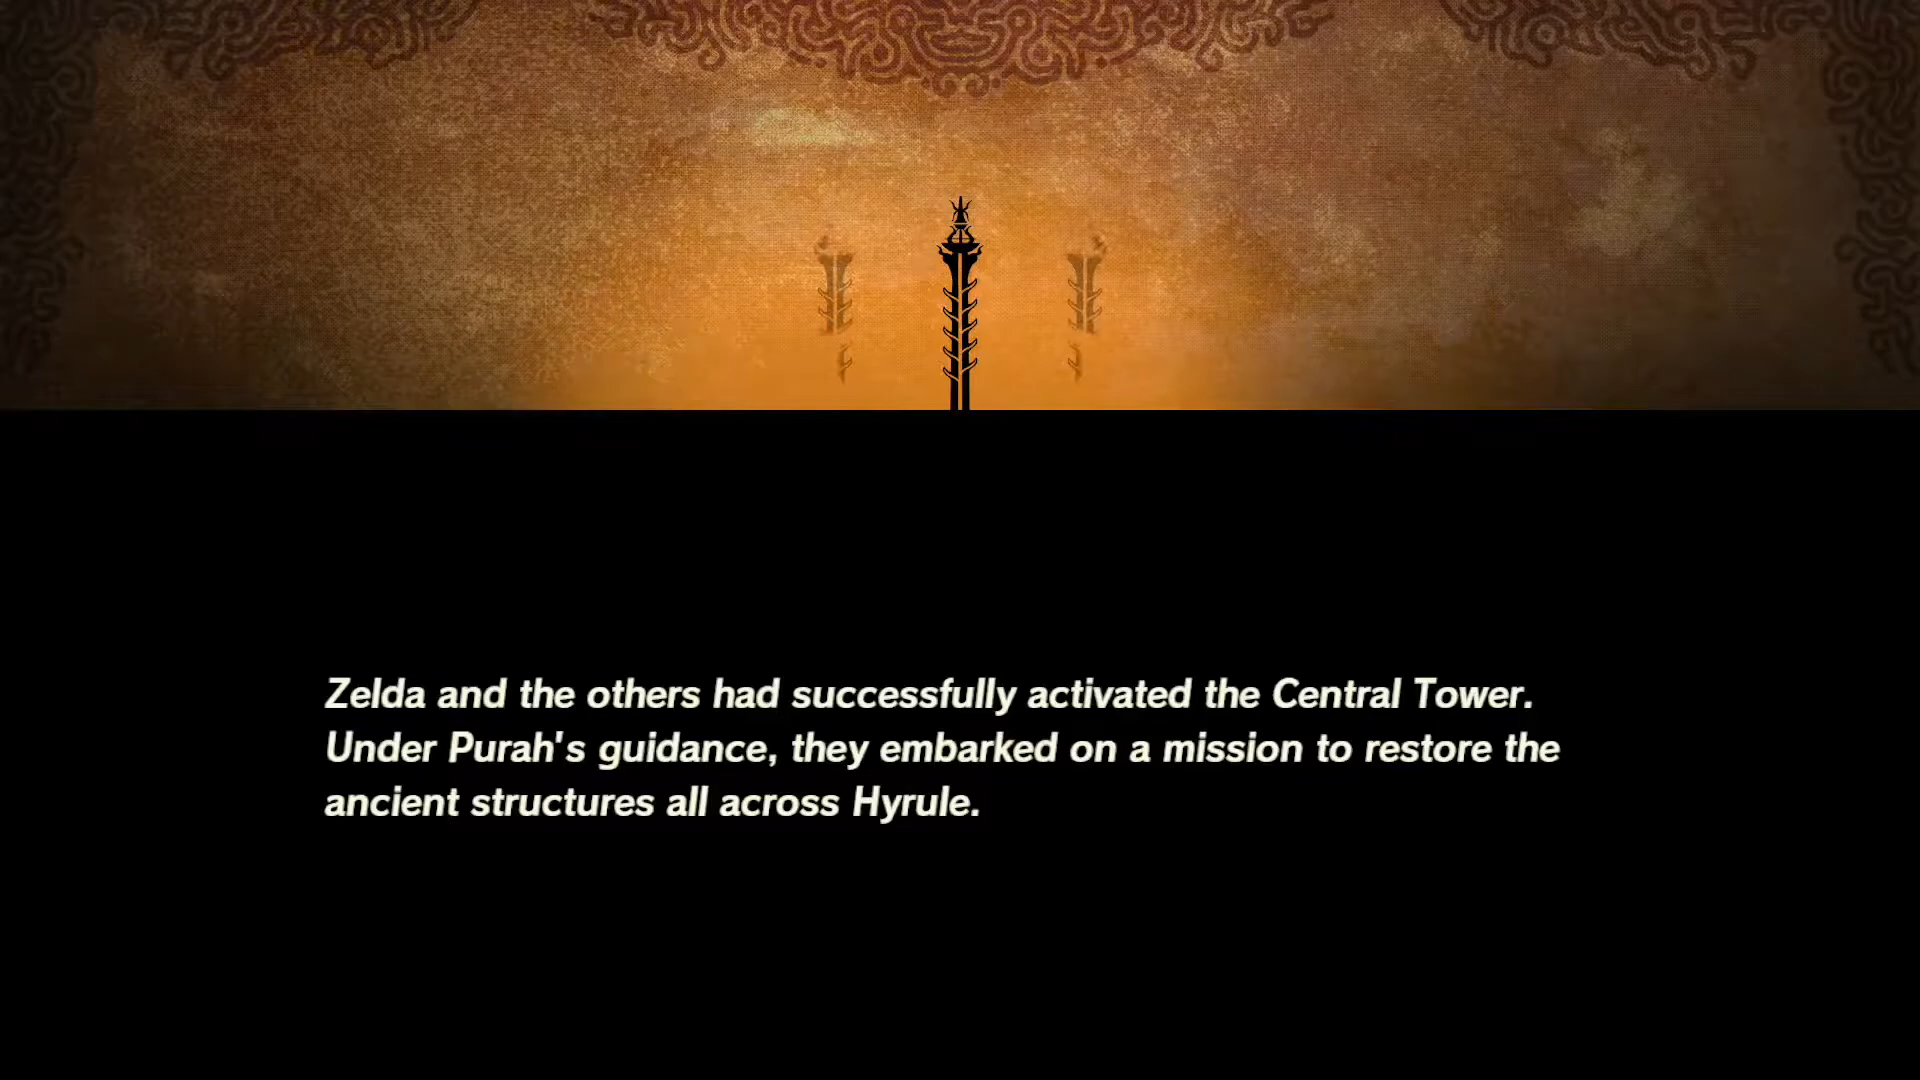 Zelda and the others had successfully activated the Central Tower.
Under Purah's guidance, they embarked on a mission to restore the
ancient structures all across Hyrule.